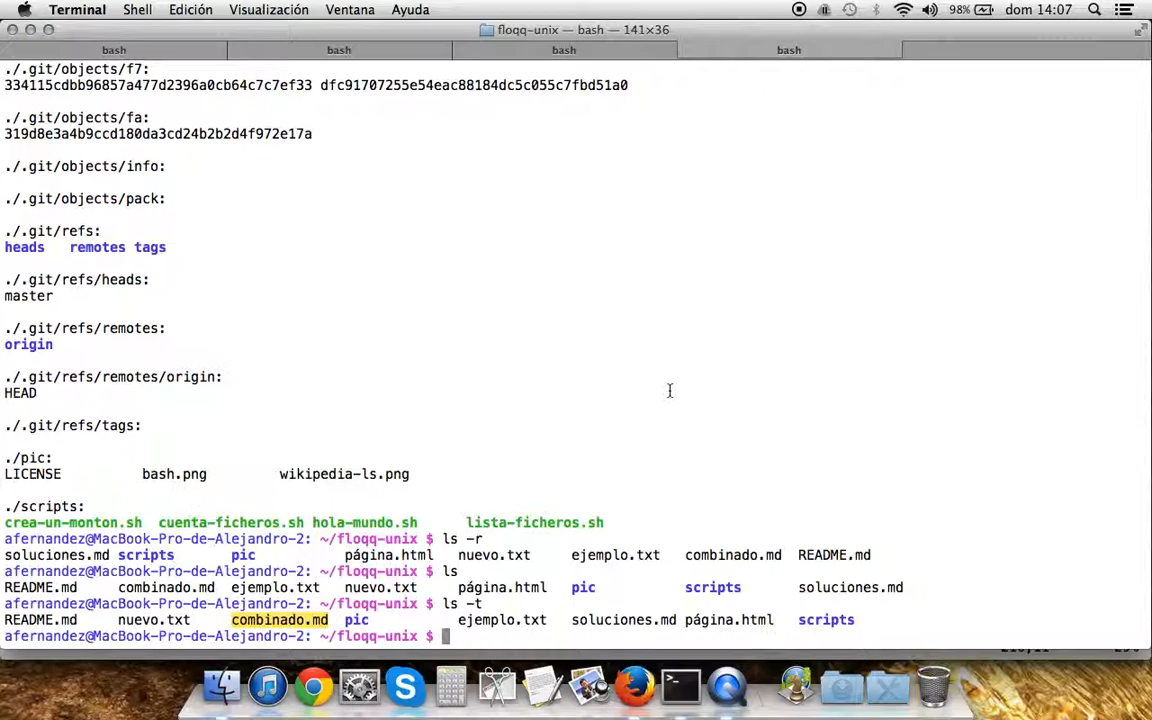 Terminal Shell Edición Visualización Ventana Ayuda 98% dom 14:07
floqq-unix — bash — 141×36
bash bash bash bash
./.git/objects/f7:
334115cdbb96857a477d2396a0cb64c7c7ef33 dfc91707255e54eac88184dc5c055c7fbd51a0
./.git/objects/fa:
319d8e3a4b9ccd180da3cd24b2b2d4f972e17a
./.git/objects/info:
./.git/objects/pack:
./.git/refs:
heads remotes tags
./.git/refs/heads:
master
./.git/refs/remotes:
origin
./.git/refs/remotes/origin:
HEAD
./.git/refs/tags:
./pic:
LICENSE bash.png wikipedia-ls.png
./scripts:
crea-un-monton.sh cuenta-ficheros.sh hola-mundo.sh lista-ficheros.sh
afernandez@MacBook-Pro-de-Alejandro-2: ~/floqq-unix $ ls -r
soluciones.md scripts pic página.html nuevo.txt ejemplo.txt combinado.md README.md
afernandez@MacBook-Pro-de-Alejandro-2: ~/floqq-unix $ ls
README.md combinado.md ejemplo.txt nuevo.txt página.html pic scripts soluciones.md
afernandez@MacBook-Pro-de-Alejandro-2: ~/floqq-unix $ ls -t
README.md nuevo.txt combinado.md pic ejemplo.txt soluciones.md página.html scripts
afernandez@MacBook-Pro-de-Alejandro-2: ~/floqq-unix $